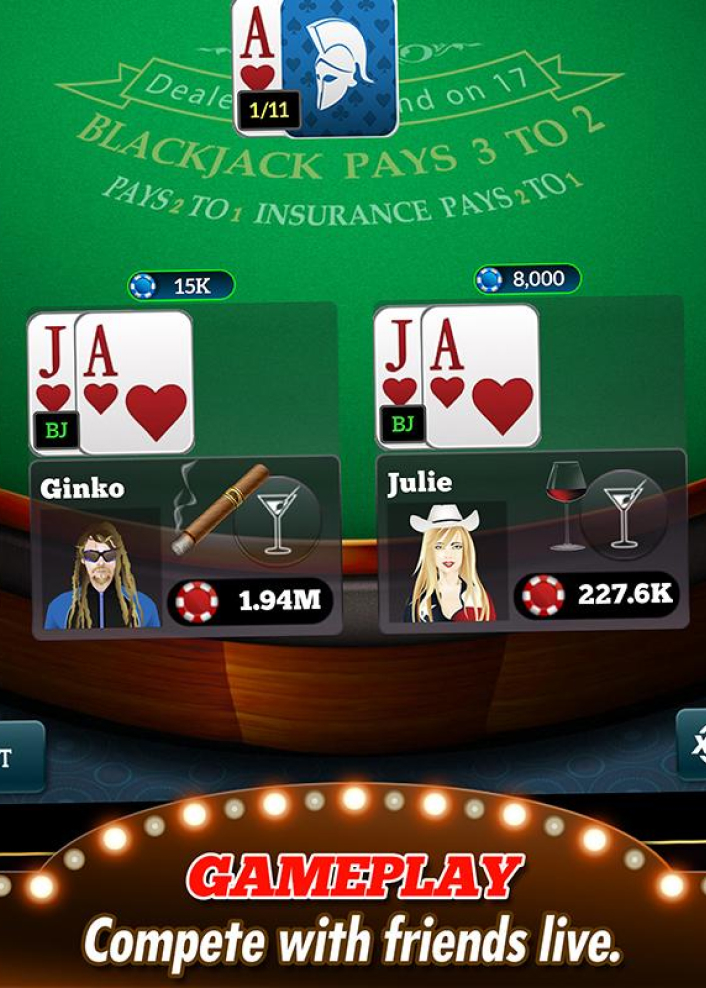 A
1/11
Deale nd on 17
BLACKJACK PAYS 3 TO 2
PAYS 2 TO 1 INSURANCE PAYS 2 TO 1
15K
8,000
J A
BJ
J A
BJ
Ginko
Julie
1.94M
227.6K
T
X
GAMEPLAY
Compete with friends live.